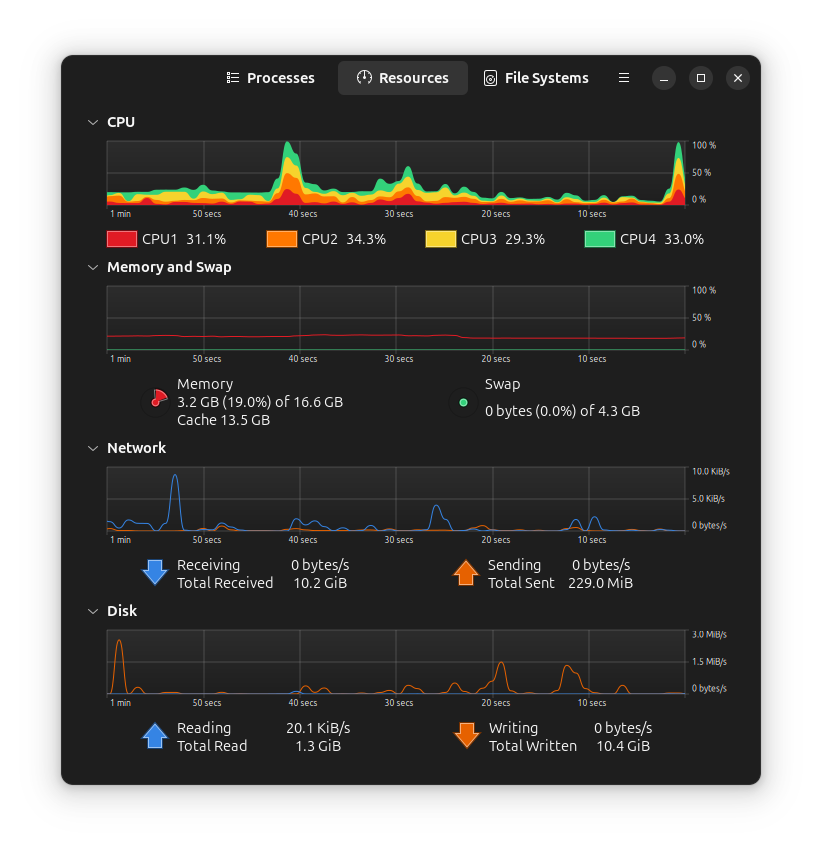 Processes Resources File Systems
CPU
100 %
50 %
0 %
1 min 50 secs 40 secs 30 secs 20 secs 10 secs
CPU1 31.1% CPU2 34.3% CPU3 29.3% CPU4 33.0%
Memory and Swap
100 %
50 %
0 %
1 min 50 secs 40 secs 30 secs 20 secs 10 secs
Memory
3.2 GB (19.0%) of 16.6 GB
Cache 13.5 GB
Swap
0 bytes (0.0%) of 4.3 GB
Network
10.0 KiB/s
5.0 KiB/s
0 bytes/s
1 min 50 secs 40 secs 30 secs 20 secs 10 secs
Receiving 0 bytes/s
Total Received 10.2 GiB
Sending 0 bytes/s
Total Sent 229.0 MiB
Disk
3.0 MiB/s
1.5 MiB/s
0 bytes/s
1 min 50 secs 40 secs 30 secs 20 secs 10 secs
Reading 20.1 KiB/s
Total Read 1.3 GiB
Writing 0 bytes/s
Total Written 10.4 GiB